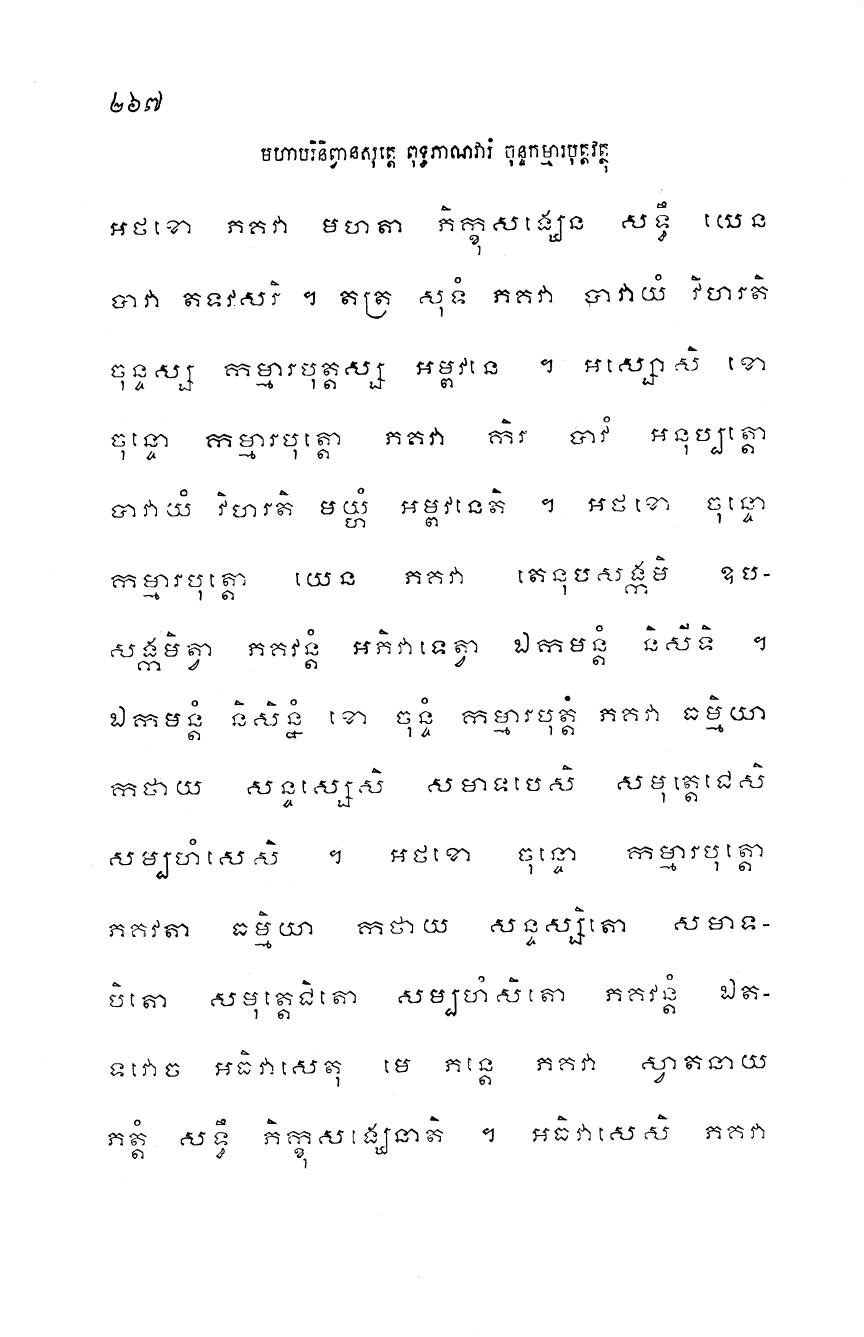 ២៦៧
មហាបរិនិព្វានសុត្តេ ពុទ្ធភាណវារំ ចុន្ទកម្មារបុត្តវត្ថុ
អថខោ ភគវា មហតា ភិក្ខុសង្ឃេន សទ្ធឹ យេន
បាវា តទវសរិ ។ តត្រ សុទំ ភគវា បាវាយំ វិហរតិ
ចុន្ទស្ស កម្មារបុត្តស្ស អម្ពវនេ ។ អស្សោសិ ខោ
ចុន្ទោ កម្មារបុត្តោ ភគវា កិរ បាវំ អនុប្បត្តោ
បាវាយំ វិហរតិ មយ្ហំ អម្ពវនេតិ ។ អថខោ ចុន្ទោ
កម្មារបុត្តោ យេន ភគវា តេនុបសង្កមិ ឧប-
សង្កមិត្វា ភគវន្តំ អភិវាទេត្វា ឯកមន្តំ និសីទិ ។
ឯកមន្តំ និសិន្នំ ខោ ចុន្ទំ កម្មារបុត្តំ ភគវា ធម្មិយា
កថាយ សន្ទស្សេសិ សមាទបេសិ សមុត្តេជេសិ
សម្បហំសេសិ ។ អថខោ ចុន្ទោ កម្មារបុត្តោ
ភគវតា ធម្មិយា កថាយ សន្ទស្សិតោ សមាទ-
បិតោ សមុត្តេជិតោ សម្បហំសិតោ ភគវន្តំ ឯត-
ទវោច អធិវាសេតុ មេ ភន្តេ ភគវា ស្វាតនាយ
ភត្តំ សទ្ធឹ ភិក្ខុសង្ឃេនាតិ ។ អធិវាសេសិ ភគវា